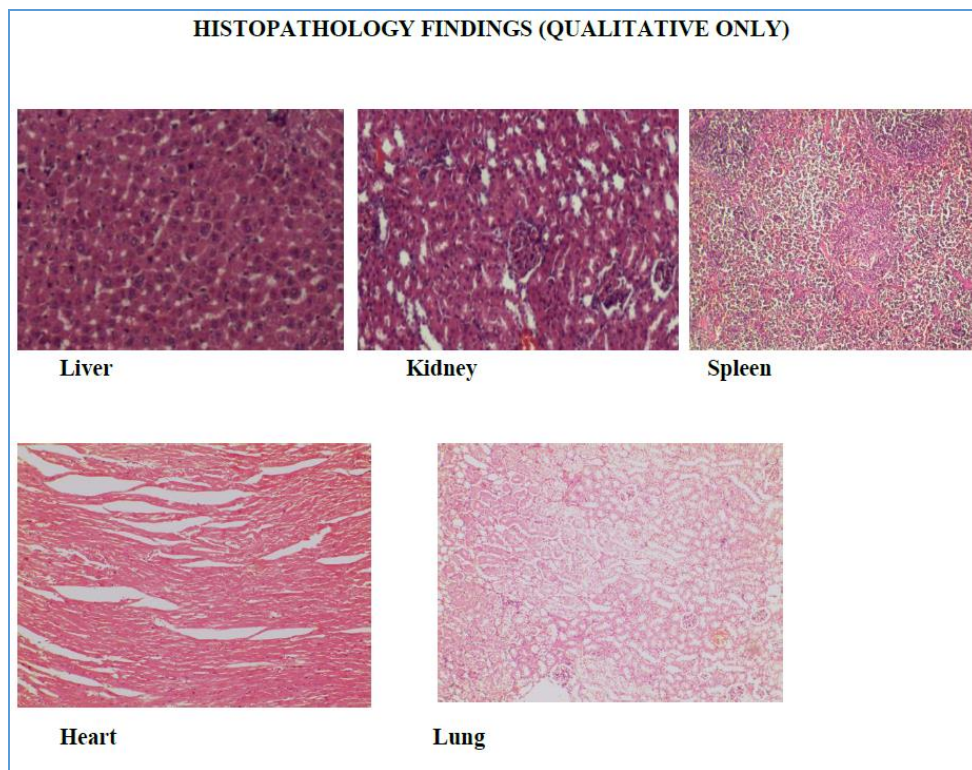 HISTOPATHOLOGY FINDINGS (QUALITATIVE ONLY)
Liver
Kidney
Spleen
Heart
Lung